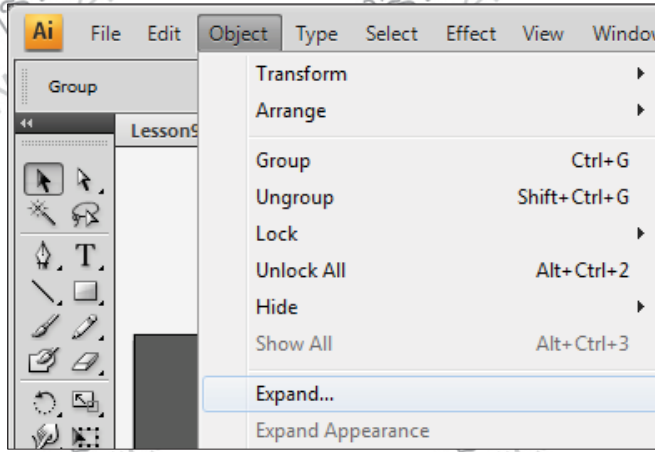 Ai File Edit Object Type Select Effect View Window
Group
Transform
Arrange
Lesson9
Group Ctrl+G
Ungroup Shift+Ctrl+G
Lock
Unlock All Alt+Ctrl+2
Hide
Show All Alt+Ctrl+3
Expand...
Expand Appearance